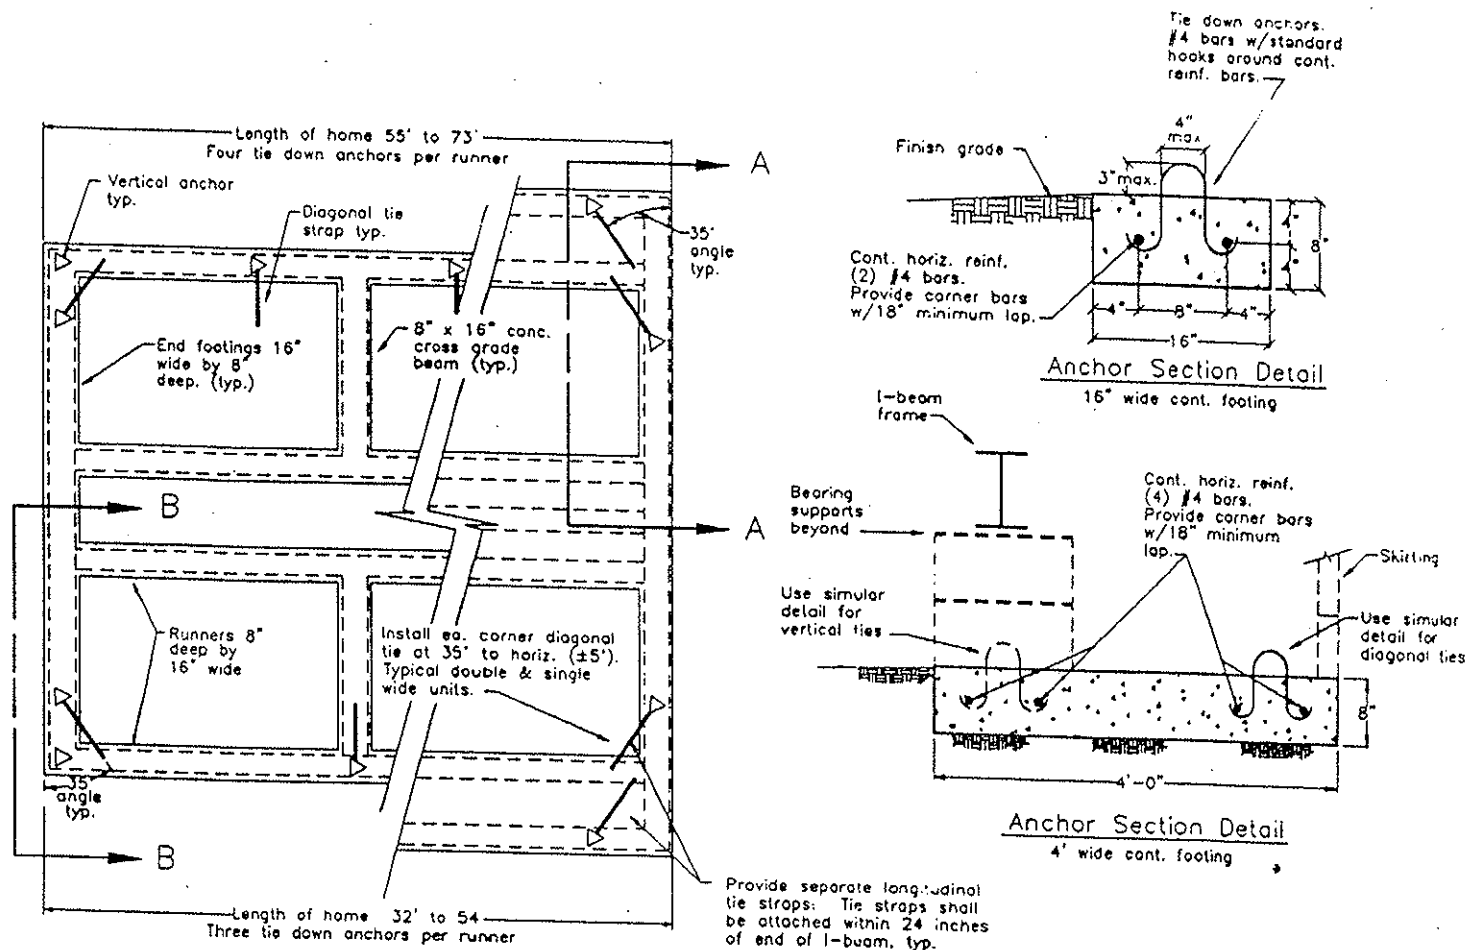 Length of home 55' to 73'
Four tie down anchors per runner
Vertical anchor
typ.
Diagonal tie
strap typ.
A
35'
angle
typ.
End footings 16"
wide by 8"
deep. (typ.)
8" x 16" conc.
cross grade
beam (typ.)
B
A
Runners 8"
deep by
16" wide
Install ea. corner diagonal
tie at 35' to horiz. (±5').
Typical double & single
wide units.
35
angle
typ.
B
Length of home 32' to 54
Three tie down anchors per runner
Provide separate longitudinal
tie straps: Tie straps shall
be attached within 24 inches
of end of I-beam, typ.
Tie down anchors.
#4 bars w/standard
hooks around cont.
reinf. bars.
4"
max
Finish grade
3"max.
4"
8"
Cont. horiz. reinf.
(2) #4 bars.
Provide corner bars
w/18" minimum lap.
4"
8"
4"
16"
Anchor Section Detail
16" wide cont. footing
I-beam
frame
Bearing
supports
beyond
Cont. horiz. reinf.
(4) #4 bars.
Provide corner bars
w/18" minimum
lap.
Skirting
Use simular
detail for
vertical ties
Use simular
detail for
diagonal ties
8"
4'-0"
Anchor Section Detail
4' wide cont. footing